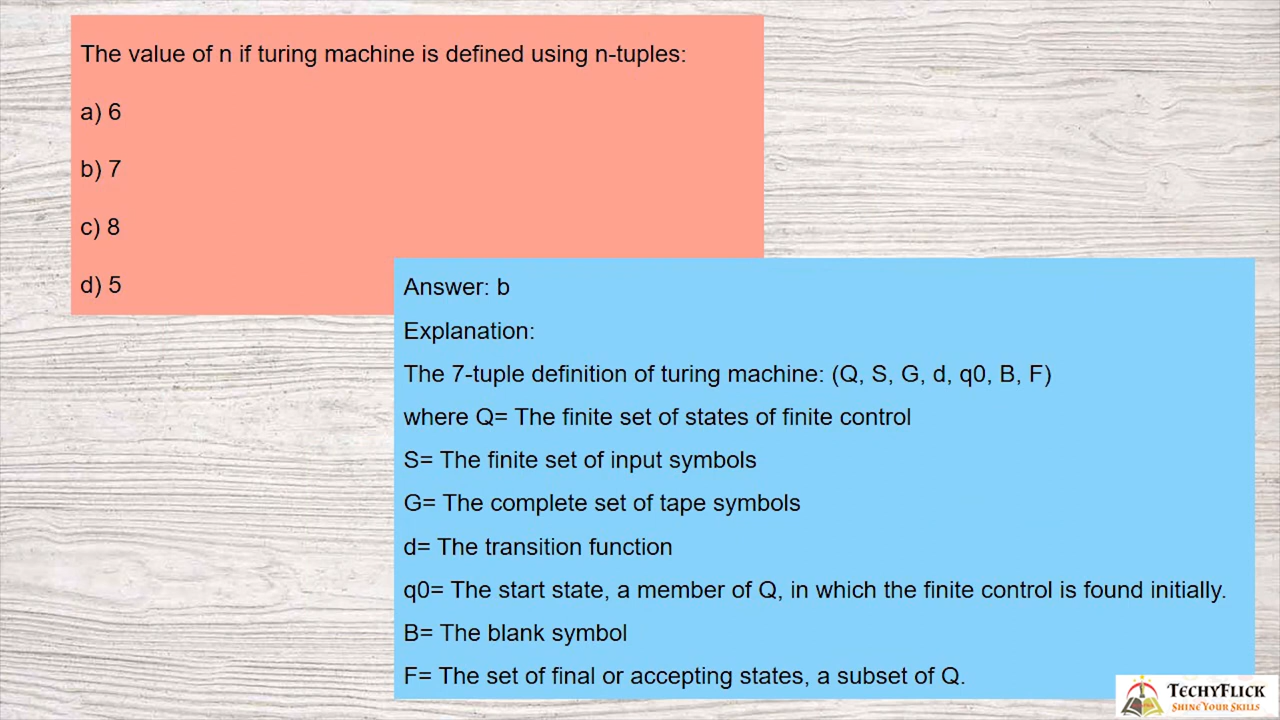 The value of n if turing machine is defined using n-tuples:
a) 6
b) 7
c) 8
d) 5
Answer: b
Explanation:
The 7-tuple definition of turing machine: (Q, S, G, d, q0, B, F)
where Q= The finite set of states of finite control
S= The finite set of input symbols
G= The complete set of tape symbols
d= The transition function
q0= The start state, a member of Q, in which the finite control is found initially.
B= The blank symbol
F= The set of final or accepting states, a subset of Q.
TECHYFLICK
SHINE YOUR SKILLS